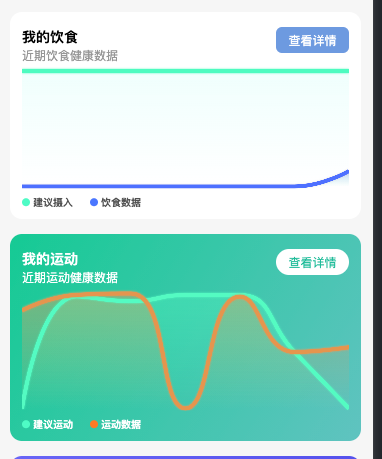 我的饮食
查看详情
近期饮食健康数据
建议摄入 饮食数据
我的运动
查看详情
近期运动健康数据
建议运动 运动数据